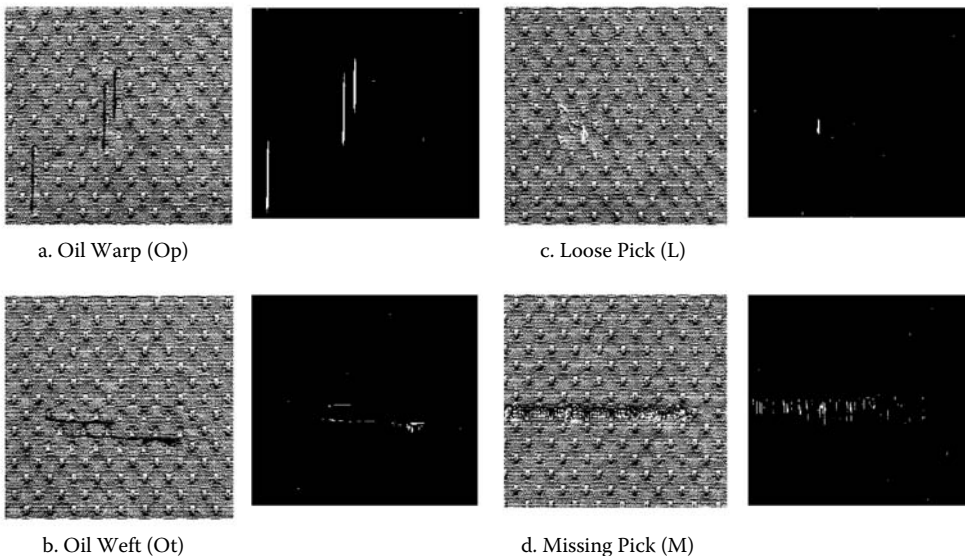 a. Oil Warp (Op)
c. Loose Pick (L)
b. Oil Weft (Ot)
d. Missing Pick (M)